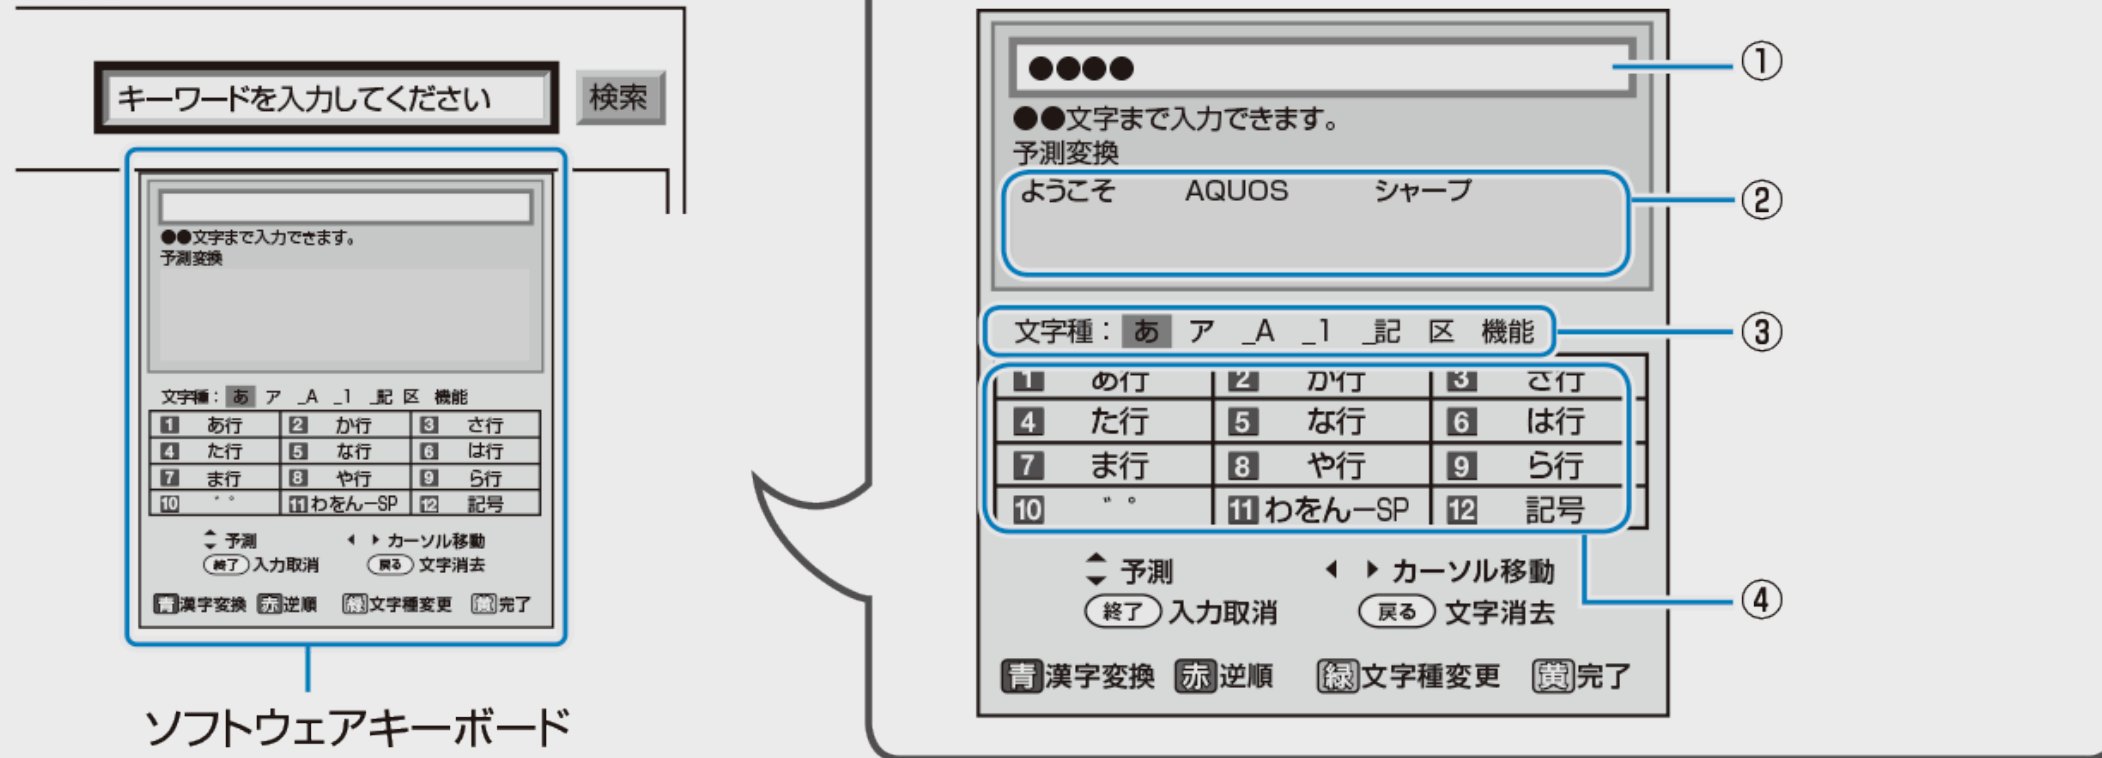 キーワードを入力してください 検索
●●文字まで入力できます。
予測変換
文字種： あ ア _A _1 _記 区 機能
1 あ行 2 か行 3 さ行
4 た行 5 な行 6 は行
7 ま行 8 や行 9 ら行
10 ゛゜ 11 わをんーSP 12 記号
予測 カーソル移動
終了 入力取消 戻る 文字消去
青 漢字変換 赤 逆順 緑 文字種変更 黄 完了
ソフトウェアキーボード
●●●● ①
●●文字まで入力できます。
予測変換
ようこそ AQUOS シャープ ②
文字種： あ ア _A _1 _記 区 機能 ③
1 あ行 2 か行 3 さ行
4 た行 5 な行 6 は行
7 ま行 8 や行 9 ら行
10 ゛゜ 11 わをんーSP 12 記号
予測 カーソル移動 ④
終了 入力取消 戻る 文字消去
青 漢字変換 赤 逆順 緑 文字種変更 黄 完了